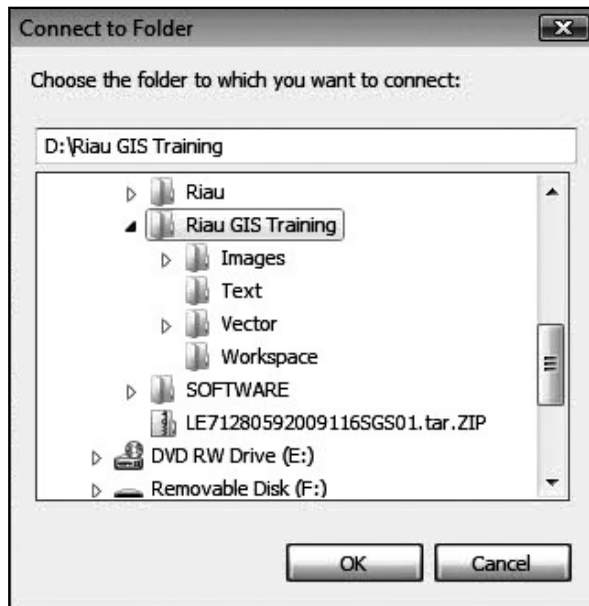 Connect to Folder
Choose the folder to which you want to connect:
D:\Riau GIS Training
Riau
Riau GIS Training
Images
Text
Vector
Workspace
SOFTWARE
LE71280592009116SGS01.tar.ZIP
DVD RW Drive (E:)
Removable Disk (F:)
OK Cancel